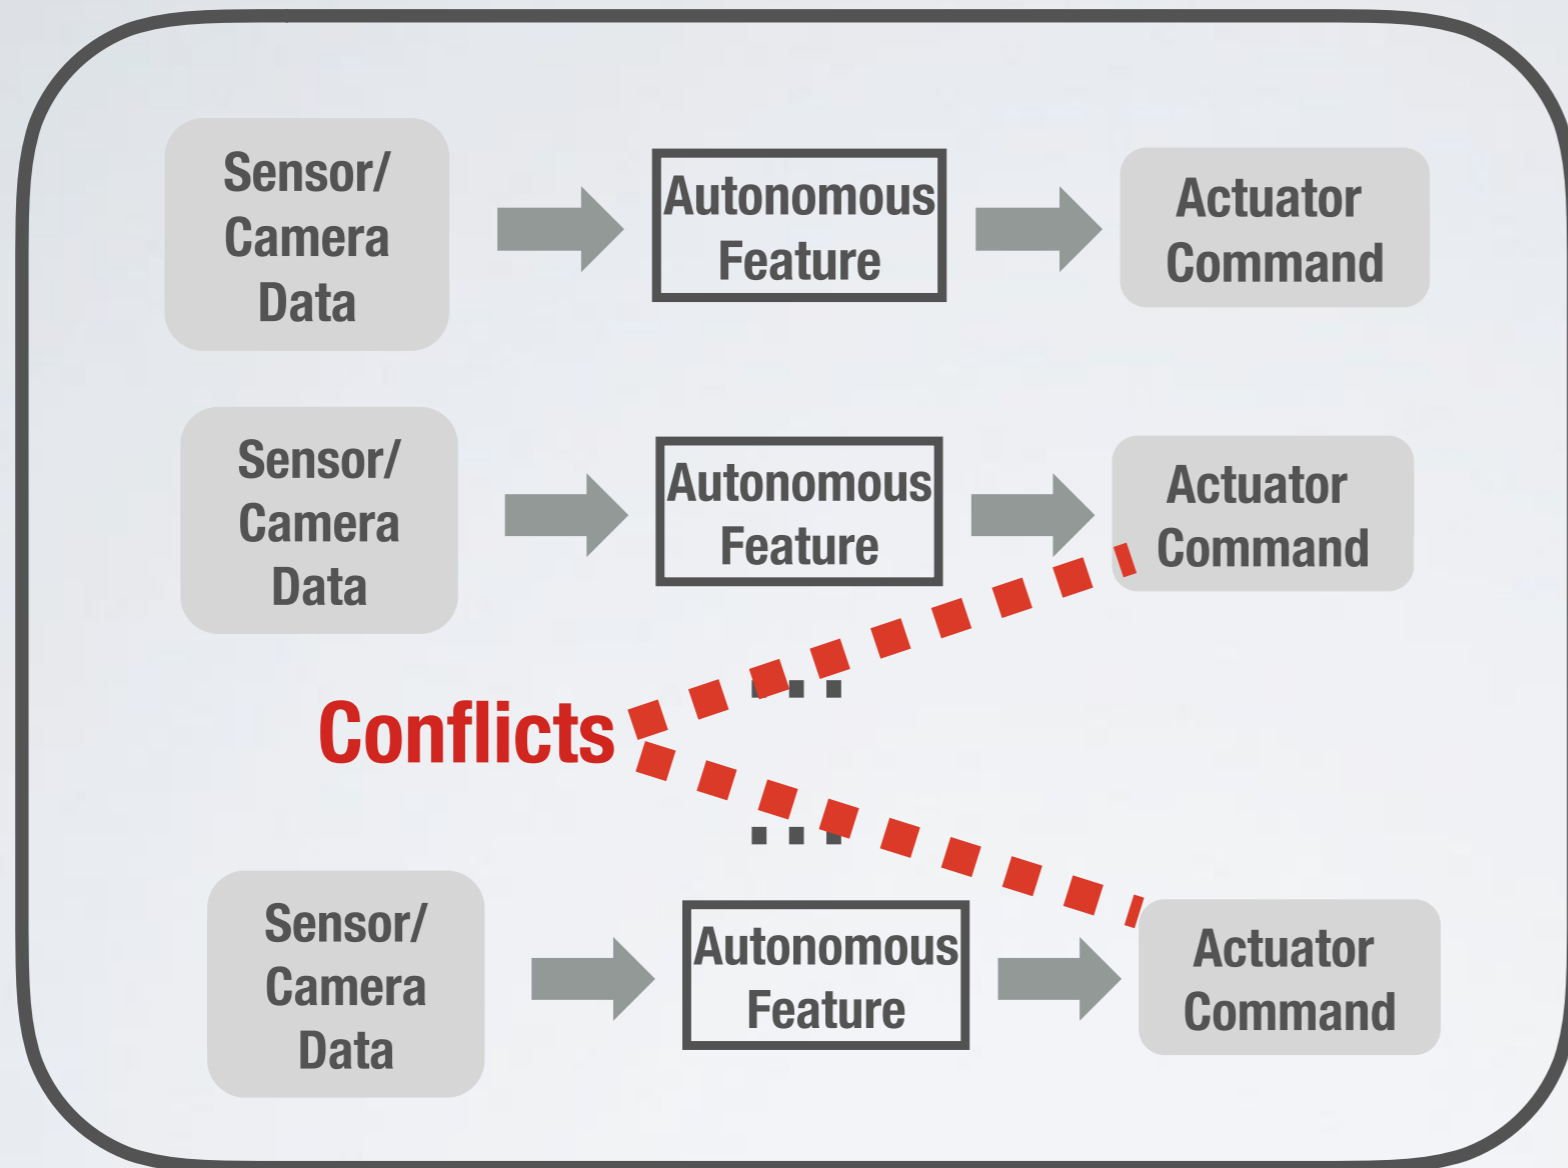 Sensor/
Camera
Data
Autonomous
Feature
Actuator
Command
Sensor/
Camera
Data
Autonomous
Feature
Actuator
Command
...
Conflicts
...
Sensor/
Camera
Data
Autonomous
Feature
Actuator
Command